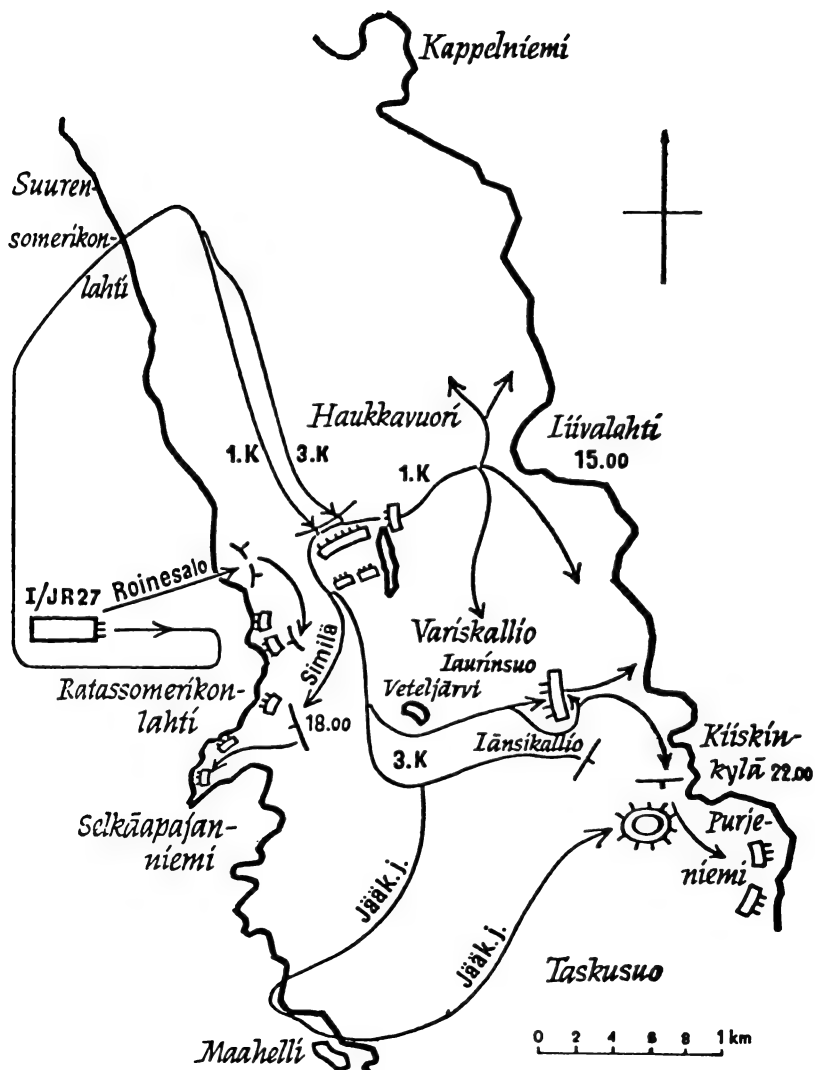 Kappelniemi
Suuren-
somerikon-
lahti
Haukkavuori
Iivalahti
15.00
1.K
3.K
1.K
Roinesalo
I/JR27
Similä
Variskallio
Iaurinsuo
Veteljärvi
Ratassomerikon-
lahti
18.00
3.K
Iänsikallio
Kiiskin-
kylä 22.00
Selkäapajan-
niemi
Purje-
niemi
Jääk.j.
Jääk.j.
Taskusuo
Maahelli
0 2 4 6 8 1 km